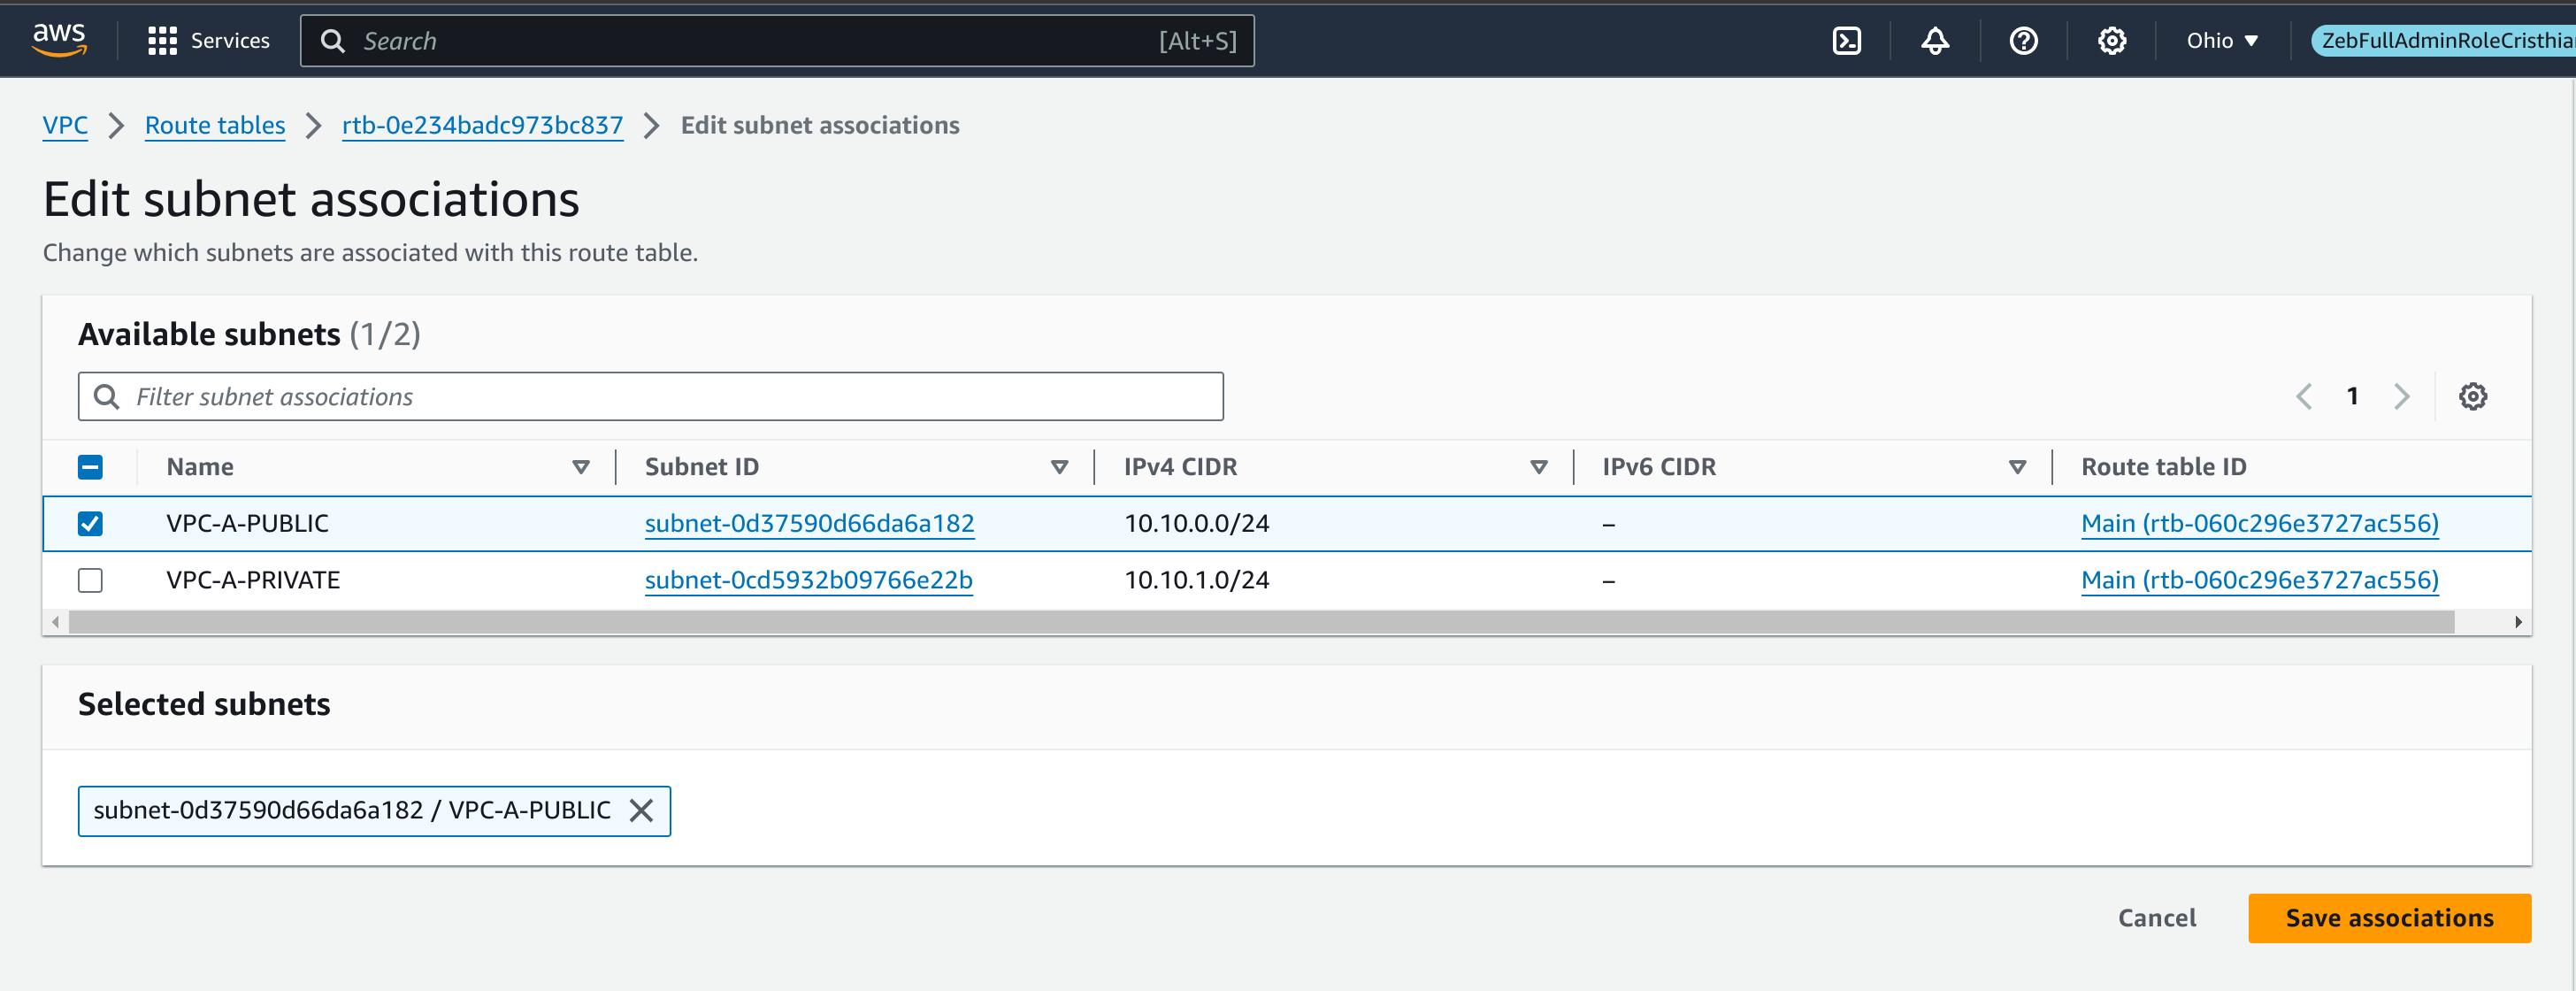 aws Services Search [Alt+S] Ohio ZebFullAdminRoleCristhia
VPC Route tables rtb-0e234badc973bc837 Edit subnet associations
Edit subnet associations
Change which subnets are associated with this route table.
Available subnets (1/2)
Filter subnet associations 1
Name Subnet ID IPv4 CIDR IPv6 CIDR Route table ID
VPC-A-PUBLIC subnet-0d37590d66da6a182 10.10.0.0/24 – Main (rtb-060c296e3727ac556)
VPC-A-PRIVATE subnet-0cd5932b09766e22b 10.10.1.0/24 – Main (rtb-060c296e3727ac556)
Selected subnets
subnet-0d37590d66da6a182 / VPC-A-PUBLIC
Cancel Save associations